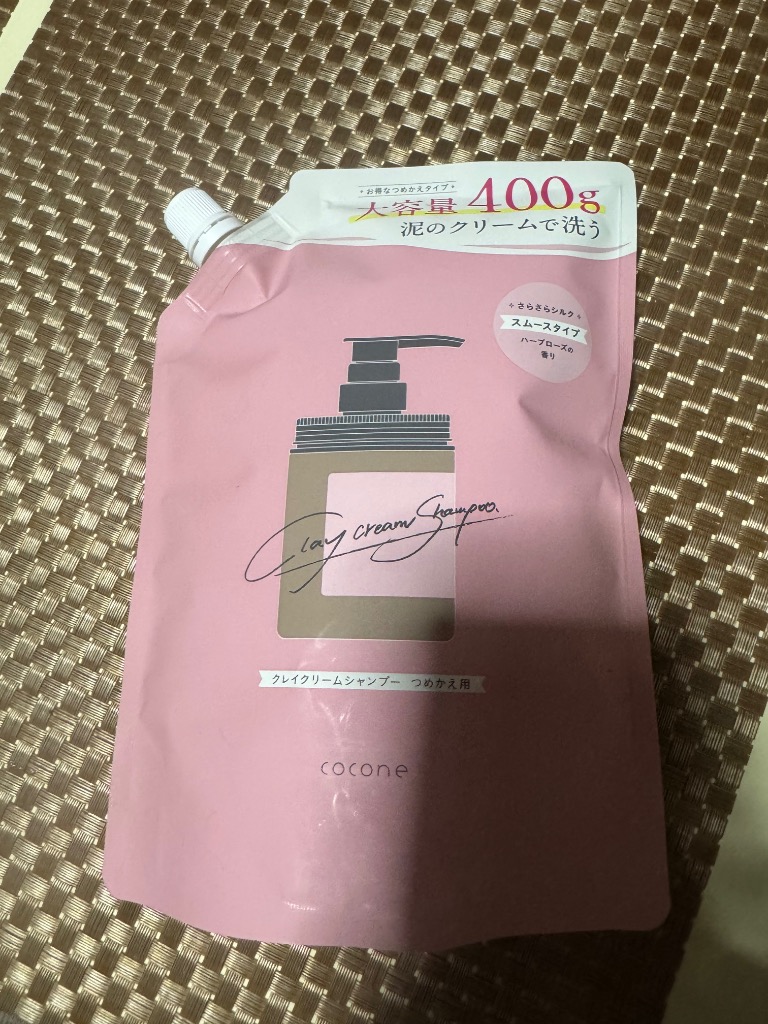 お得なつめかえタイプ
大容量 400g
泥のクリームで洗う
さらさらシルク
スムースタイプ
ハーブローズの
香り
Clay cream Shampoo.
クレイクリームシャンプー つめかえ用
cocone